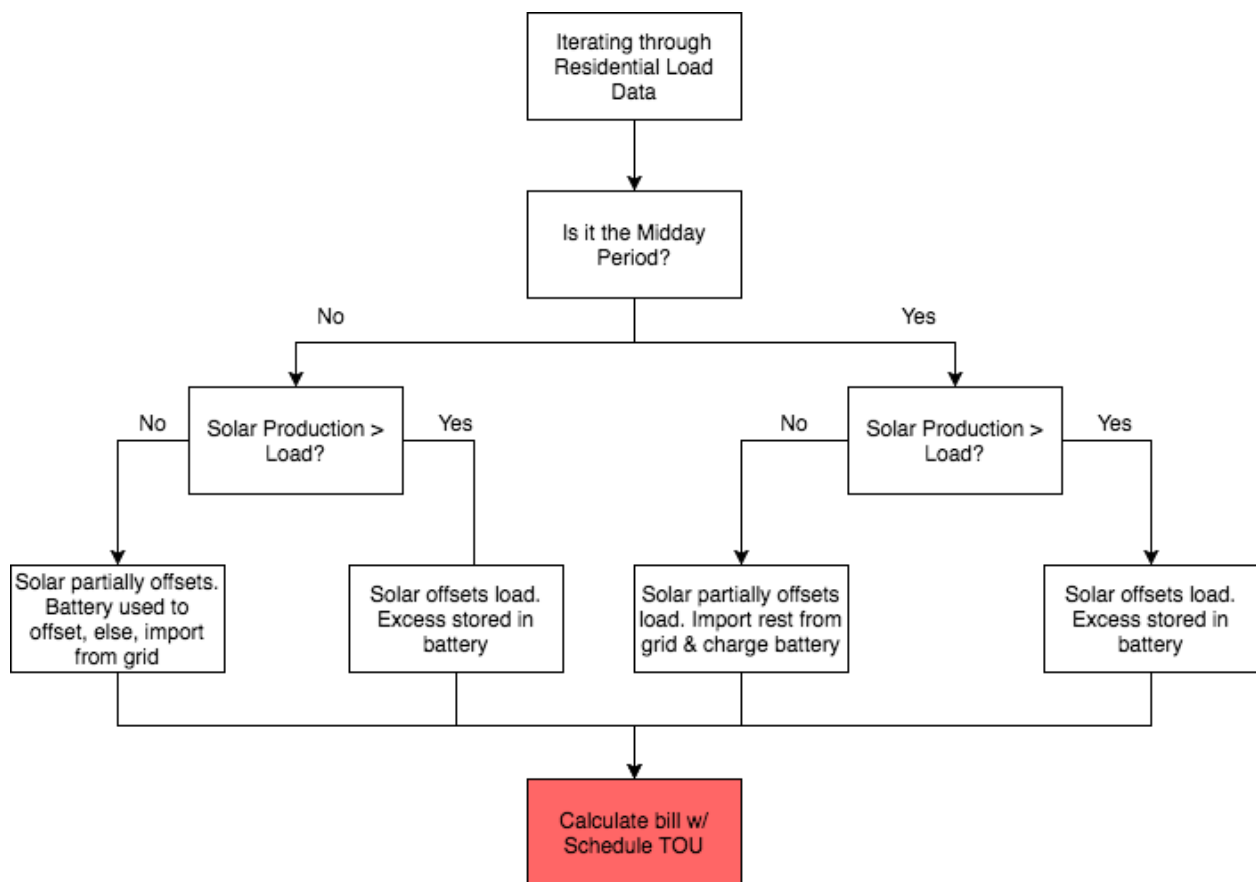 Iterating through
Residential Load
Data
Is it the Midday
Period?
No
Yes
Solar Production >
Load?
Solar Production >
Load?
No
Yes
No
Yes
Solar partially offsets.
Battery used to
offset, else, import
from grid
Solar offsets load.
Excess stored in
battery
Solar partially offsets
load. Import rest from
grid & charge battery
Solar offsets load.
Excess stored in
battery
Calculate bill w/
Schedule TOU